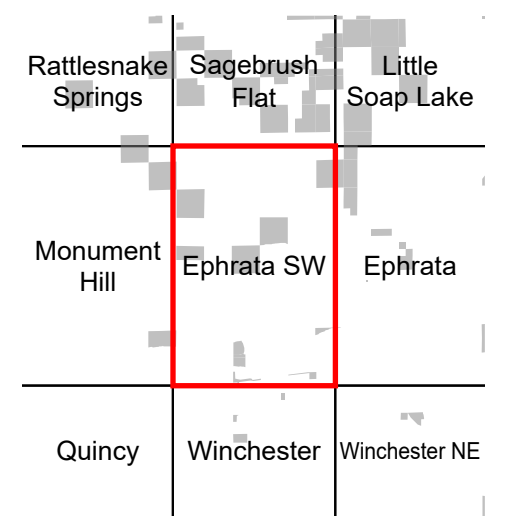 Rattlesnake
Springs
Sagebrush
Flat
Little
Soap Lake
Monument
Hill
Ephrata SW
Ephrata
Quincy
Winchester
Winchester NE